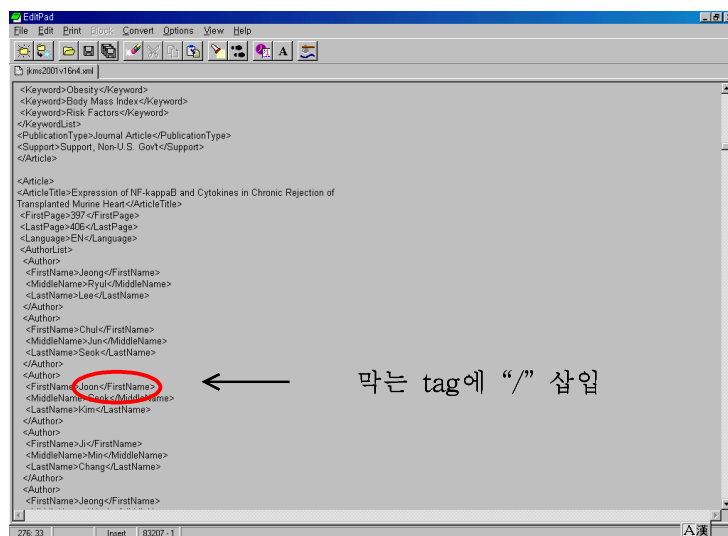 EditPad
File Edit Print Block Convert Options View Help
jkms2001v16n4.xml
<Keyword>Obesity</Keyword>
<Keyword>Body Mass Index</Keyword>
<Keyword>Risk Factors</Keyword>
</KeywordList>
<PublicationType>Journal Article</PublicationType>
<Support>Support, Non-U.S. Gov't</Support>
</Article>
<Article>
<ArticleTitle>Expression of NF-kappaB and Cytokines in Chronic Rejection of
Transplanted Murine Heart</ArticleTitle>
<FirstPage>397</FirstPage>
<LastPage>406</LastPage>
<Language>EN</Language>
<AuthorList>
<Author>
<FirstName>Jeong</FirstName>
<MiddleName>Ryul</MiddleName>
<LastName>Lee</LastName>
</Author>
<Author>
<FirstName>Chul</FirstName>
<MiddleName>Jun</MiddleName>
<LastName>Seok</LastName>
</Author>
<Author>
<FirstName>Joon</FirstName>
<MiddleName>Seok</MiddleName>
<LastName>Kim</LastName>
</Author>
<Author>
<FirstName>Ji</FirstName>
<MiddleName>Min</MiddleName>
<LastName>Chang</LastName>
</Author>
<Author>
<FirstName>Jeong</FirstName>
막는 tag에 “/” 삽입
276: 33 Insert 83207 - 1
A漢